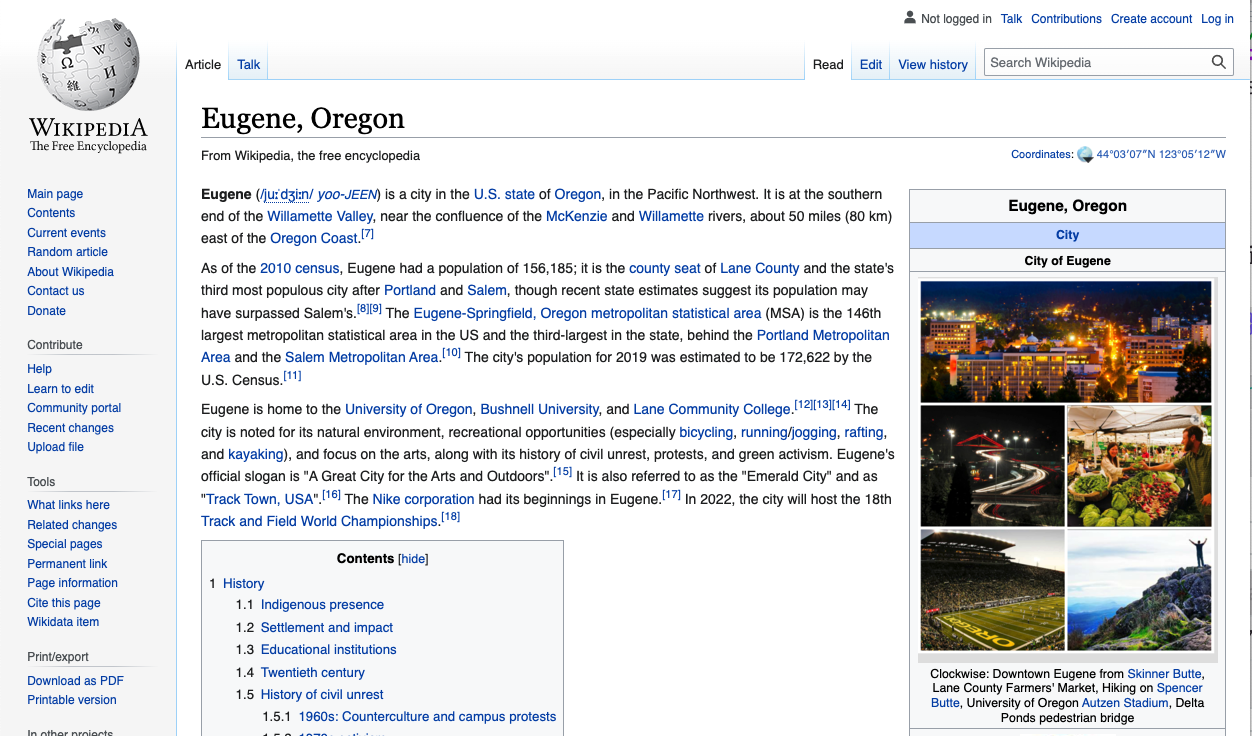 Not logged in Talk Contributions Create account Log in
Article Talk Read Edit View history Search Wikipedia
WIKIPEDIA
The Free Encyclopedia
Main page
Contents
Current events
Random article
About Wikipedia
Contact us
Donate
Contribute
Help
Learn to edit
Community portal
Recent changes
Upload file
Tools
What links here
Related changes
Special pages
Permanent link
Page information
Cite this page
Wikidata item
Print/export
Download as PDF
Printable version
In other projects
Eugene, Oregon
From Wikipedia, the free encyclopedia
Coordinates: 44°03′07″N 123°05′12″W
Eugene (/juːˈdʒiːn/ yoo-JEEN) is a city in the U.S. state of Oregon, in the Pacific Northwest. It is at the southern
end of the Willamette Valley, near the confluence of the McKenzie and Willamette rivers, about 50 miles (80 km)
east of the Oregon Coast.[7]
As of the 2010 census, Eugene had a population of 156,185; it is the county seat of Lane County and the state's
third most populous city after Portland and Salem, though recent state estimates suggest its population may
have surpassed Salem's.[8][9] The Eugene-Springfield, Oregon metropolitan statistical area (MSA) is the 146th
largest metropolitan statistical area in the US and the third-largest in the state, behind the Portland Metropolitan
Area and the Salem Metropolitan Area.[10] The city's population for 2019 was estimated to be 172,622 by the
U.S. Census.[11]
Eugene is home to the University of Oregon, Bushnell University, and Lane Community College.[12][13][14] The
city is noted for its natural environment, recreational opportunities (especially bicycling, running/jogging, rafting,
and kayaking), and focus on the arts, along with its history of civil unrest, protests, and green activism. Eugene's
official slogan is "A Great City for the Arts and Outdoors".[15] It is also referred to as the "Emerald City" and as
"Track Town, USA".[16] The Nike corporation had its beginnings in Eugene.[17] In 2022, the city will host the 18th
Track and Field World Championships.[18]
Contents [hide]
1 History
1.1 Indigenous presence
1.2 Settlement and impact
1.3 Educational institutions
1.4 Twentieth century
1.5 History of civil unrest
1.5.1 1960s: Counterculture and campus protests
Eugene, Oregon
City
City of Eugene
OREGON
Clockwise: Downtown Eugene from Skinner Butte,
Lane County Farmers' Market, Hiking on Spencer
Butte, University of Oregon Autzen Stadium, Delta
Ponds pedestrian bridge